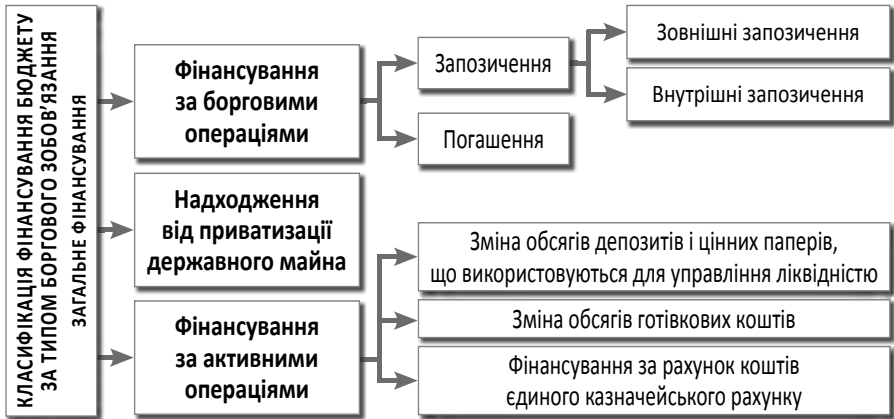 КЛАСИФІКАЦІЯ ФІНАНСУВАННЯ БЮДЖЕТУ
ЗА ТИПОМ БОРГОВОГО ЗОБОВ’ЯЗАННЯ
ЗАГАЛЬНЕ ФІНАНСУВАННЯ
Фінансування
за борговими
операціями
Запозичення
Зовнішні запозичення
Внутрішні запозичення
Погашення
Надходження
від приватизації
державного майна
Фінансування
за активними
операціями
Зміна обсягів депозитів і цінних паперів,
що використовуються для управління ліквідністю
Зміна обсягів готівкових коштів
Фінансування за рахунок коштів
єдиного казначейського рахунку